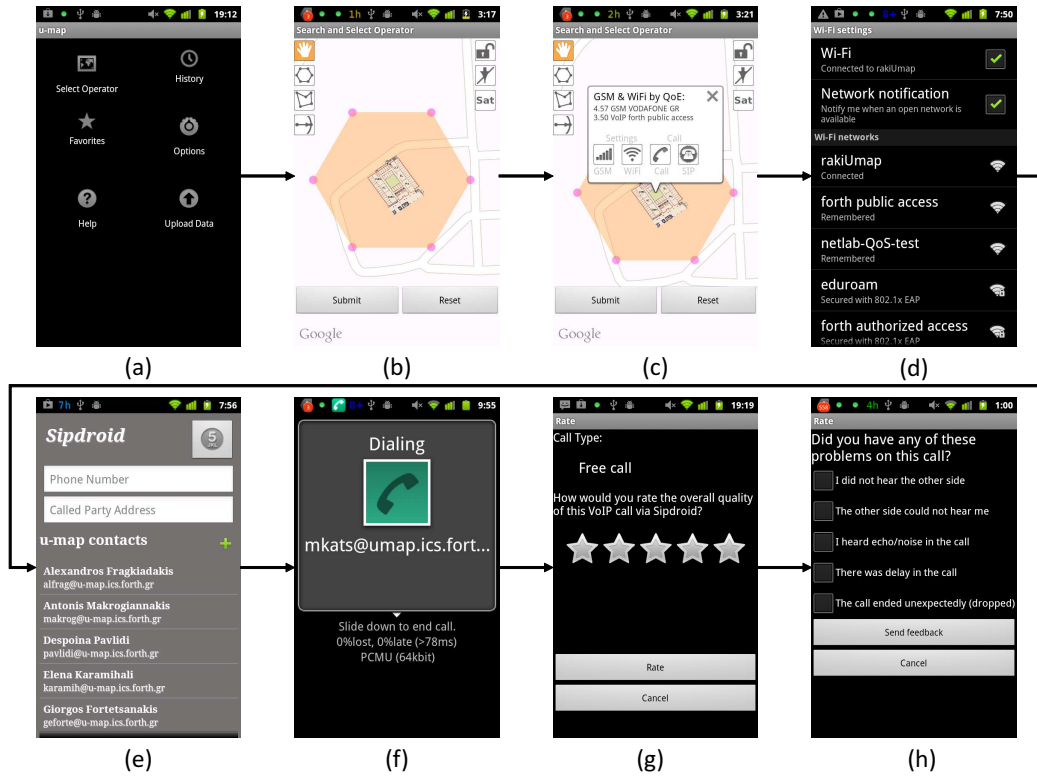 19:12
u-map
Select Operator
History
Favorites
Options
Help
Upload Data
(a)
1h
3:17
Search and Select Operator
Sat
Submit
Reset
Google
(b)
2h
3:21
Search and Select Operator
GSM & WiFi by QoE:
4.57 GSM VODAFONE GR
3.50 VoIP forth public access
Settings
Call
GSM
WiFi
Call
SIP
Sat
Submit
Reset
Google
(c)
7:50
Wi-Fi settings
Wi-Fi
Connected to rakiUmap
Network notification
Notify me when an open network is
available
Wi-Fi networks
rakiUmap
Connected
forth public access
Remembered
netlab-QoS-test
Remembered
eduroam
Secured with 802.1x EAP
forth authorized access
Secured with 802.1x EAP
(d)
7h
7:56
Sipdroid
5
JKL
Phone Number
Called Party Address
u-map contacts
Alexandros Fragkiadakis
alfrag@u-map.ics.forth.gr
Antonis Makrogiannakis
makrog@u-map.ics.forth.gr
Despoina Pavlidi
pavlidi@u-map.ics.forth.gr
Elena Karamihali
karamih@u-map.ics.forth.gr
Giorgos Fortetsanakis
geforte@u-map.ics.forth.gr
(e)
9:55
Dialing
mkats@umap.ics.fort...
Slide down to end call.
0%lost, 0%late (>78ms)
PCMU (64kbit)
(f)
19:19
Rate
Call Type:
Free call
How would you rate the overall quality
of this VoIP call via Sipdroid?
Rate
Cancel
(g)
4h
1:00
Rate
Did you have any of these
problems on this call?
I did not hear the other side
The other side could not hear me
I heard echo/noise in the call
There was delay in the call
The call ended unexpectedly (dropped)
Send feedback
Cancel
(h)